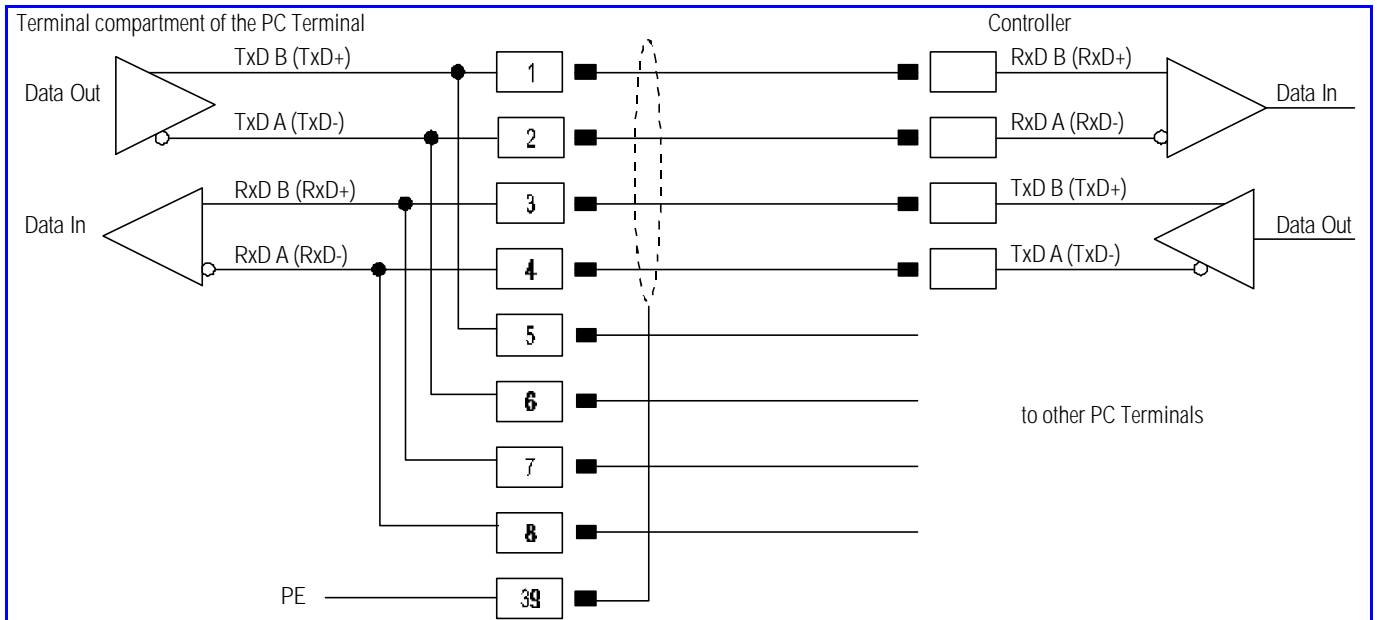 Terminal compartment of the PC Terminal
Controller
TxD B (TxD+)
1
RxD B (RxD+)
Data Out
Data In
TxD A (TxD-)
2
RxD A (RxD-)
RxD B (RxD+)
3
TxD B (TxD+)
Data In
Data Out
RxD A (RxD-)
4
TxD A (TxD-)
5
6
to other PC Terminals
7
8
PE
39